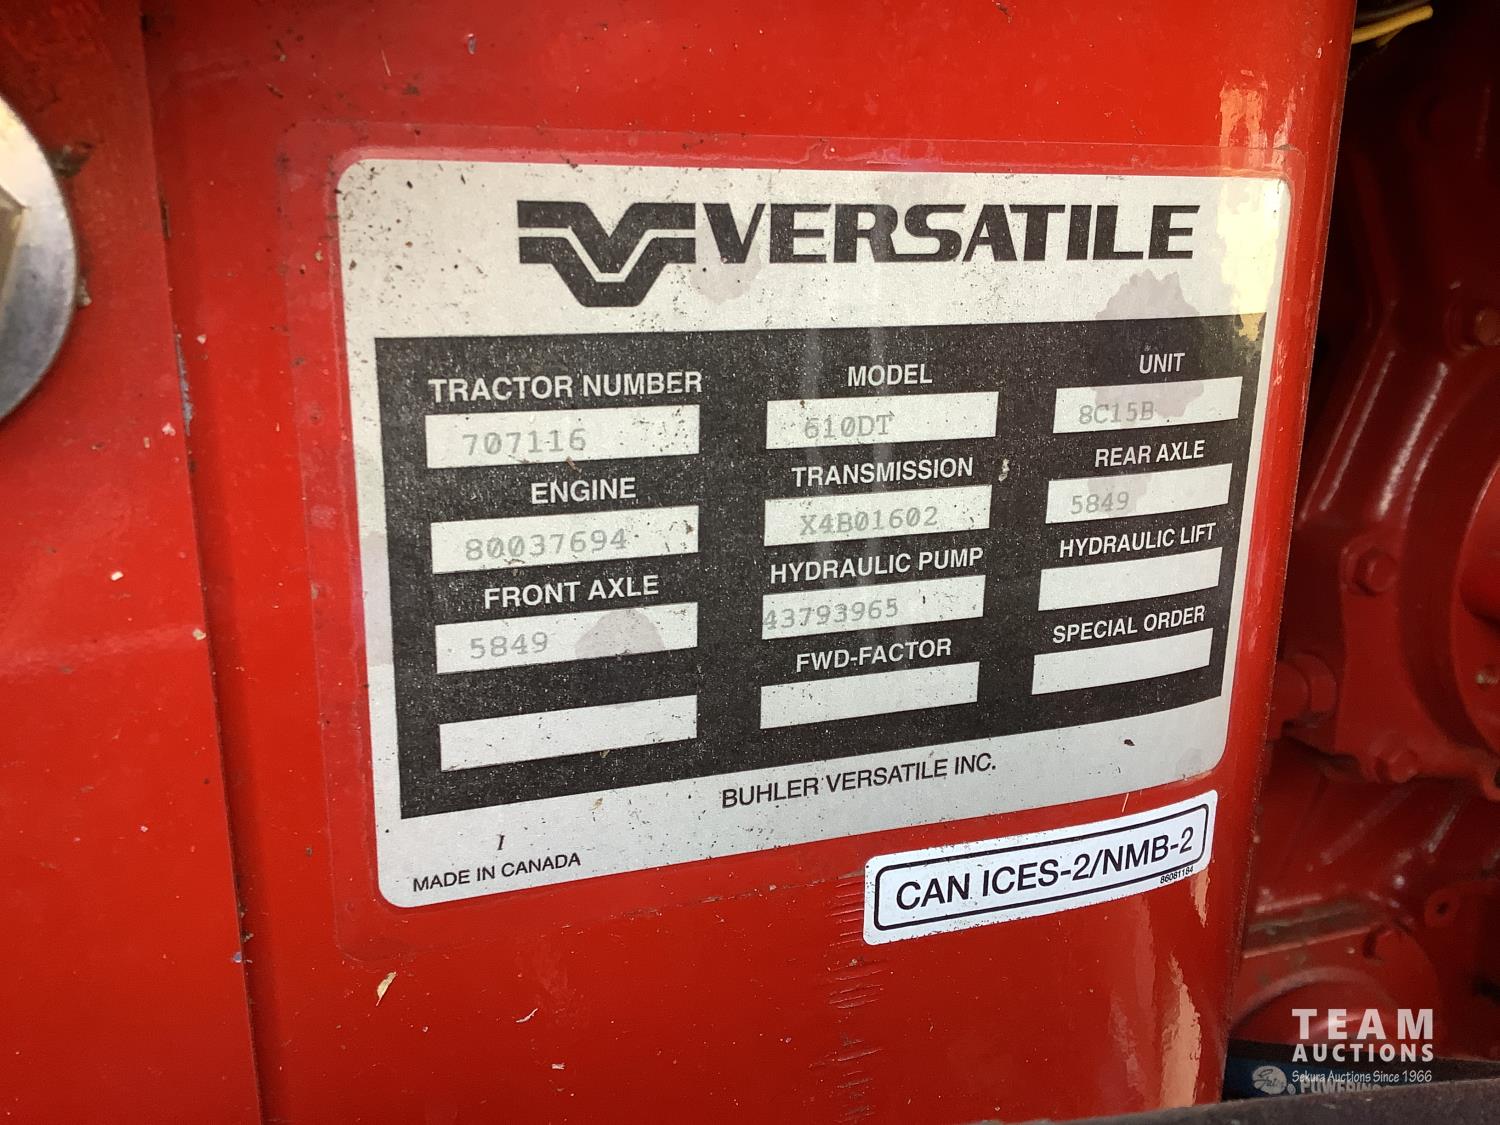 VERSATILE
TRACTOR NUMBER MODEL UNIT
707116 610DT 8C15B
ENGINE TRANSMISSION REAR AXLE
80037694 X4B01602 5849
FRONT AXLE HYDRAULIC PUMP HYDRAULIC LIFT
5849 43793965
FWD-FACTOR SPECIAL ORDER
BUHLER VERSATILE INC.
I
MADE IN CANADA
CAN ICES-2/NMB-2
86081184
TEAM
AUCTIONS
Sekura Auctions Since 1966